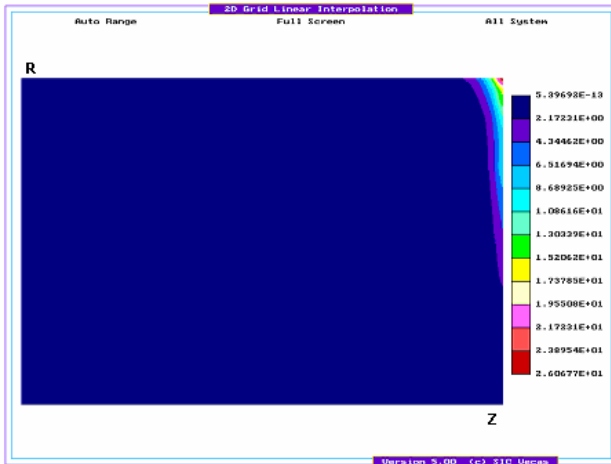 2D Grid Linear Interpolation
Auto Range Full Screen All System
R
5.39693E-13
2.17231E+00
4.34462E+00
6.51694E+00
8.68925E+00
1.08616E+01
1.30339E+01
1.52062E+01
1.73785E+01
1.95508E+01
2.17231E+01
2.38954E+01
2.60677E+01
Z
Version 5.00 (c) SIC